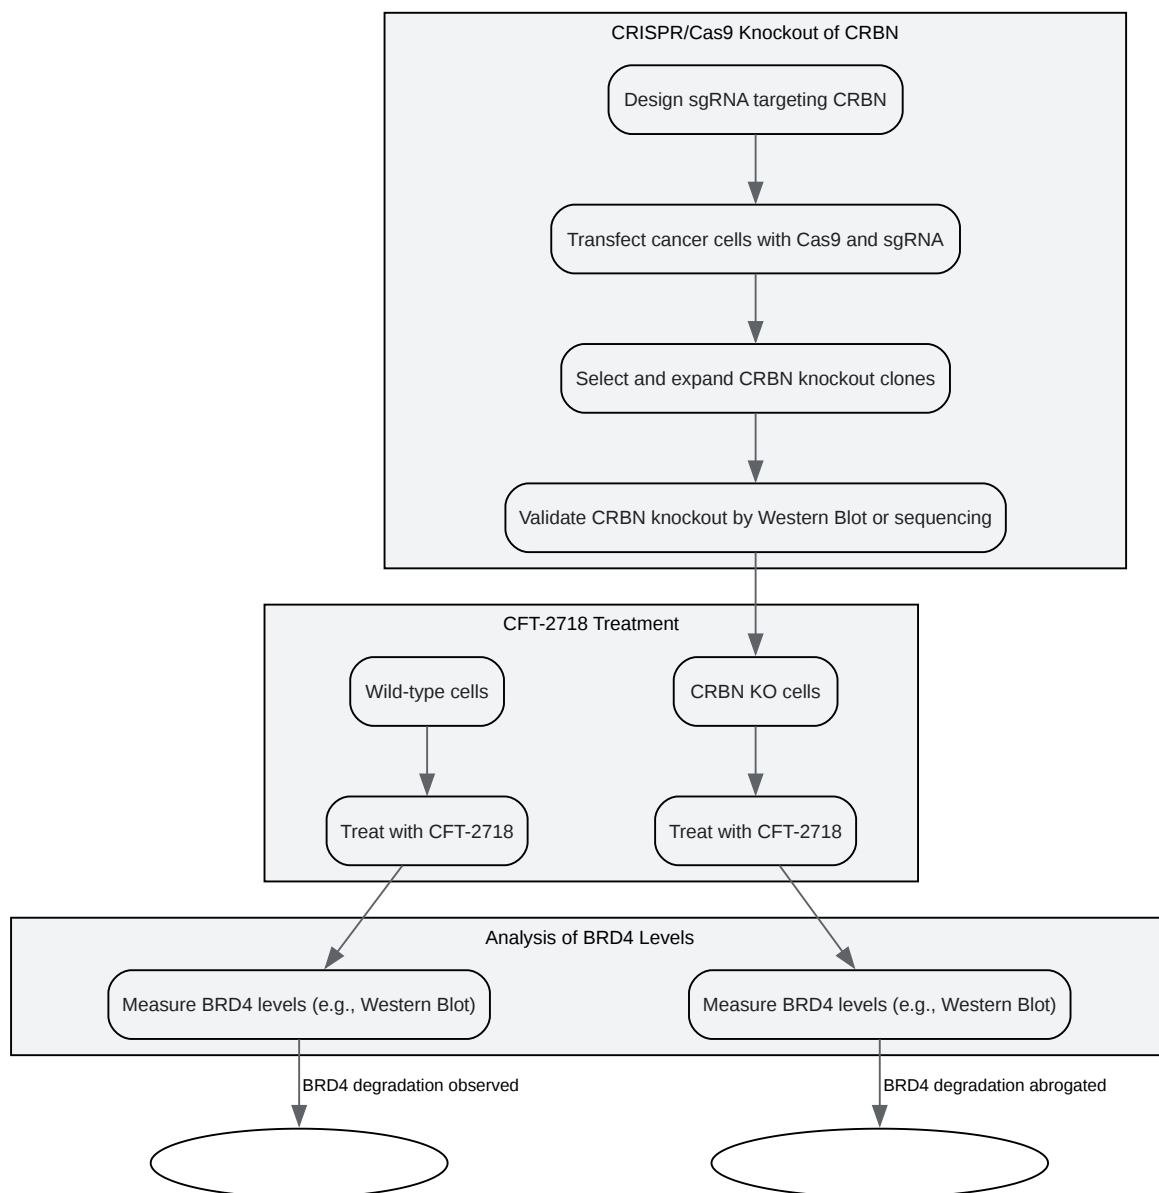 CRISPR/Cas9 Knockout of CRBN
Design sgRNA targeting CRBN
Transfect cancer cells with Cas9 and sgRNA
Select and expand CRBN knockout clones
Validate CRBN knockout by Western Blot or sequencing
CFT-2718 Treatment
Wild-type cells
CRBN KO cells
Treat with CFT-2718
Treat with CFT-2718
Analysis of BRD4 Levels
Measure BRD4 levels (e.g., Western Blot)
Measure BRD4 levels (e.g., Western Blot)
BRD4 degradation observed
BRD4 degradation abrogated